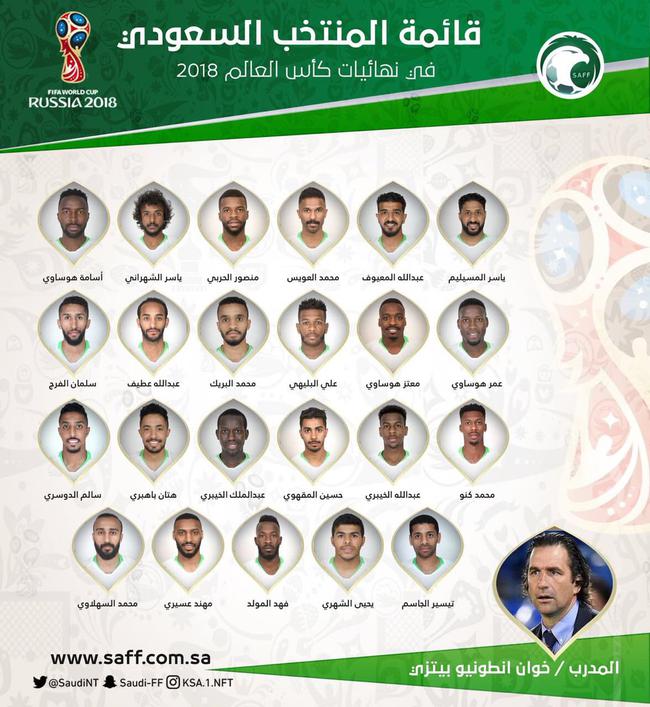 قائمة المنتخب السعودي
في نهائيات كأس العالم 2018
FIFA WORLD CUP
RUSSIA 2018
SAFF
ياسر المسيليم عبدالله المعيوف محمد العويس منصور الحربي ياسر الشهراني أسامة هوساوي
عمر هوساوي معتز هوساوي علي البليهي محمد البريك عبدالله عطيف سلمان الفرج
محمد كنو عبدالله الخيبري حسين المقهوي عبدالملك الخيبري هتان باهبري سالم الدوسري
تيسير الجاسم يحيى الشهري فهد المولد مهند عسيري محمد السهلاوي
المدرب / خوان انطونيو بيتزي
www.saff.com.sa
@SaudiNT Saudi-FF KSA.1.NFT